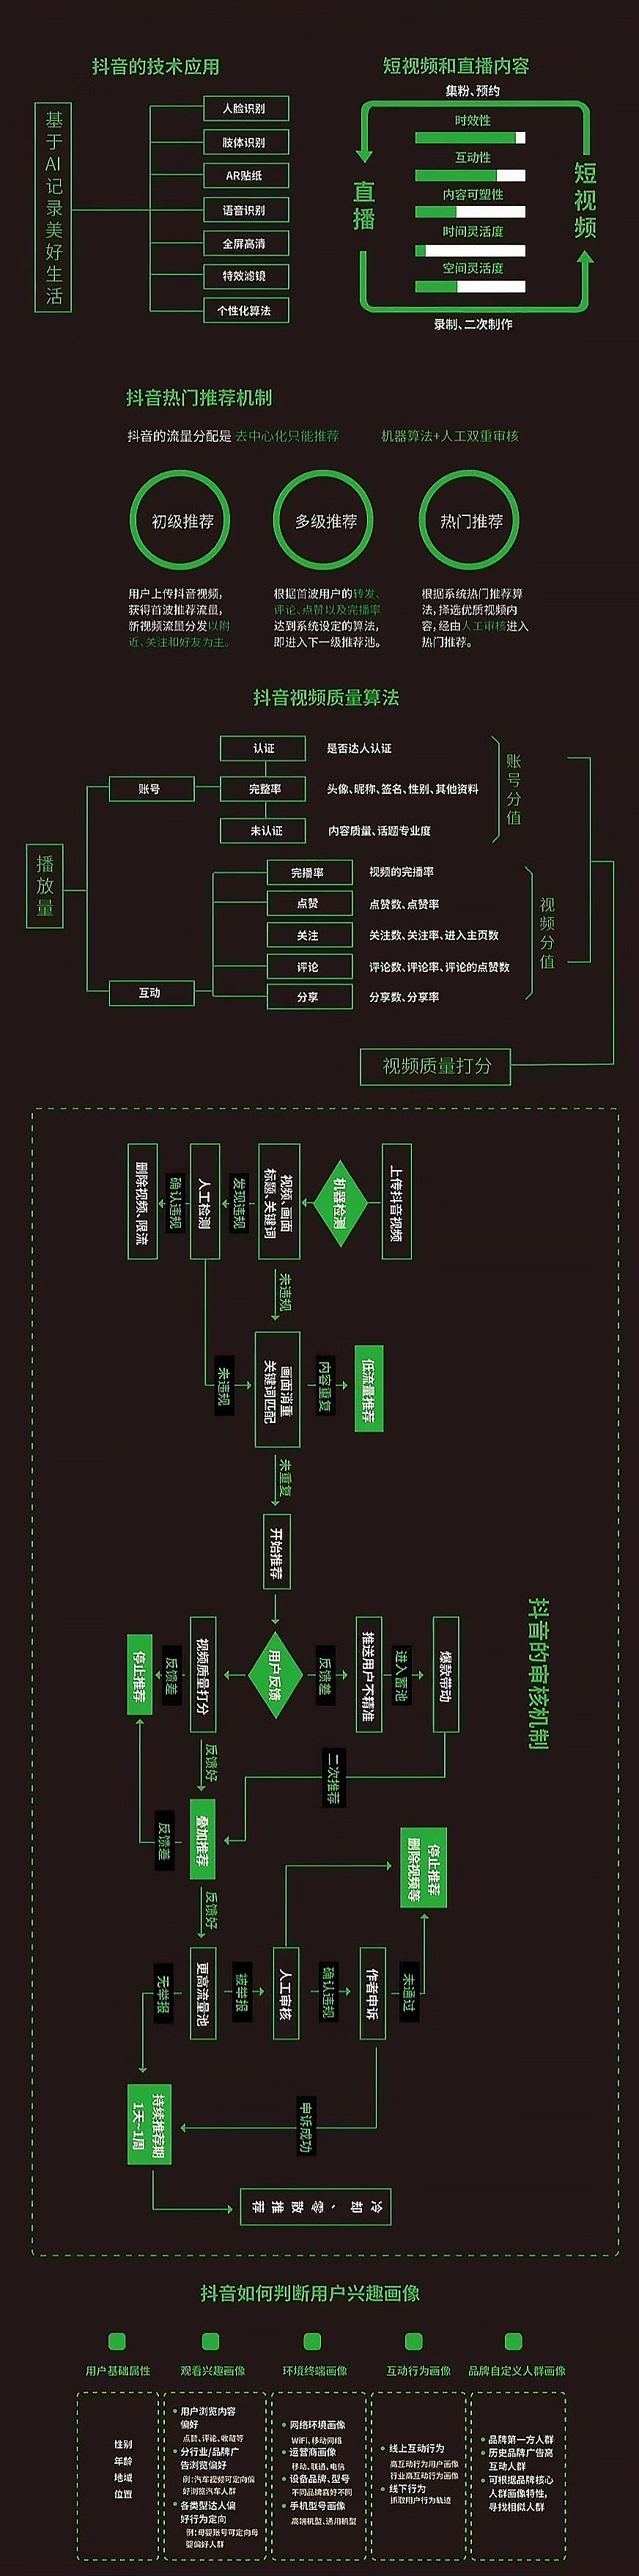 抖音的技术应用
基于AI记录美好生活
人脸识别
肢体识别
AR贴纸
语音识别
全屏高清
特效滤镜
个性化算法
短视频和直播内容
集粉、预约
直播
时效性
互动性
内容可塑性
时间灵活度
空间灵活度
短视频
录制、二次制作
抖音热门推荐机制
抖音的流量分配是 去中心化只能推荐
机器算法+人工双重审核
初级推荐
用户上传抖音视频,
获得首波推荐流量,
新视频流量分发以附
近、关注和好友为主。
多级推荐
根据首波用户的转发、
评论、点赞以及完播率
达到系统设定的算法,
即进入下一级推荐池。
热门推荐
根据系统热门推荐算
法,择选优质视频内
容,经由人工审核进入
热门推荐。
抖音视频质量算法
播放量
账号
认证
是否达人认证
完整率
头像、昵称、签名、性别、其他资料
未认证
内容质量、话题专业度
账号分值
互动
完播率
视频的完播率
点赞
点赞数、点赞率
关注
关注数、关注率、进入主页数
评论
评论数、评论率、评论的点赞数
分享
分享数、分享率
视频分值
视频质量打分
抖音的审核机制
上传抖音视频
机器检测
视频、画面
标题、关键词
发现违规
人工检测
确认违规
删除视频、限流
未违规
未违规
画面消重
关键词匹配
内容重复
低流量推荐
未重复
开始推荐
用户反馈
反馈差
推送用户不精准
进入蓄池
爆款带动
二次推荐
视频质量打分
反馈差
停止推荐
反馈好
叠加推荐
反馈差
反馈好
更高流量池
被举报
人工审核
确认违规
作者申诉
未通过
停止推荐
删除视频等
无举报
申诉成功
持续推荐期
1天~1周
冷却、零散推荐
抖音如何判断用户兴趣画像
用户基础属性
性别
年龄
地域
位置
观看兴趣画像
用户浏览内容
偏好
点赞、评论、收藏等
分行业/品牌广
告浏览偏好
例:汽车视频可定向偏
好浏览汽车人群
各类型达人偏
好行为定向
例:母婴账号可定向母
婴偏好人群
环境终端画像
网络环境画像
WiFi、移动网络
运营商画像
移动、联通、电信
设备品牌、型号
不同品牌喜好不同
手机型号画像
高端机型、通用机型
互动行为画像
线上互动行为
高互动行为用户画像
行业高互动行为画像
线下行为
抓取用户行为轨迹
品牌自定义人群画像
品牌第一方人群
历史品牌广告高
互动人群
可根据品牌核心
人群画像特性,
寻找相似人群